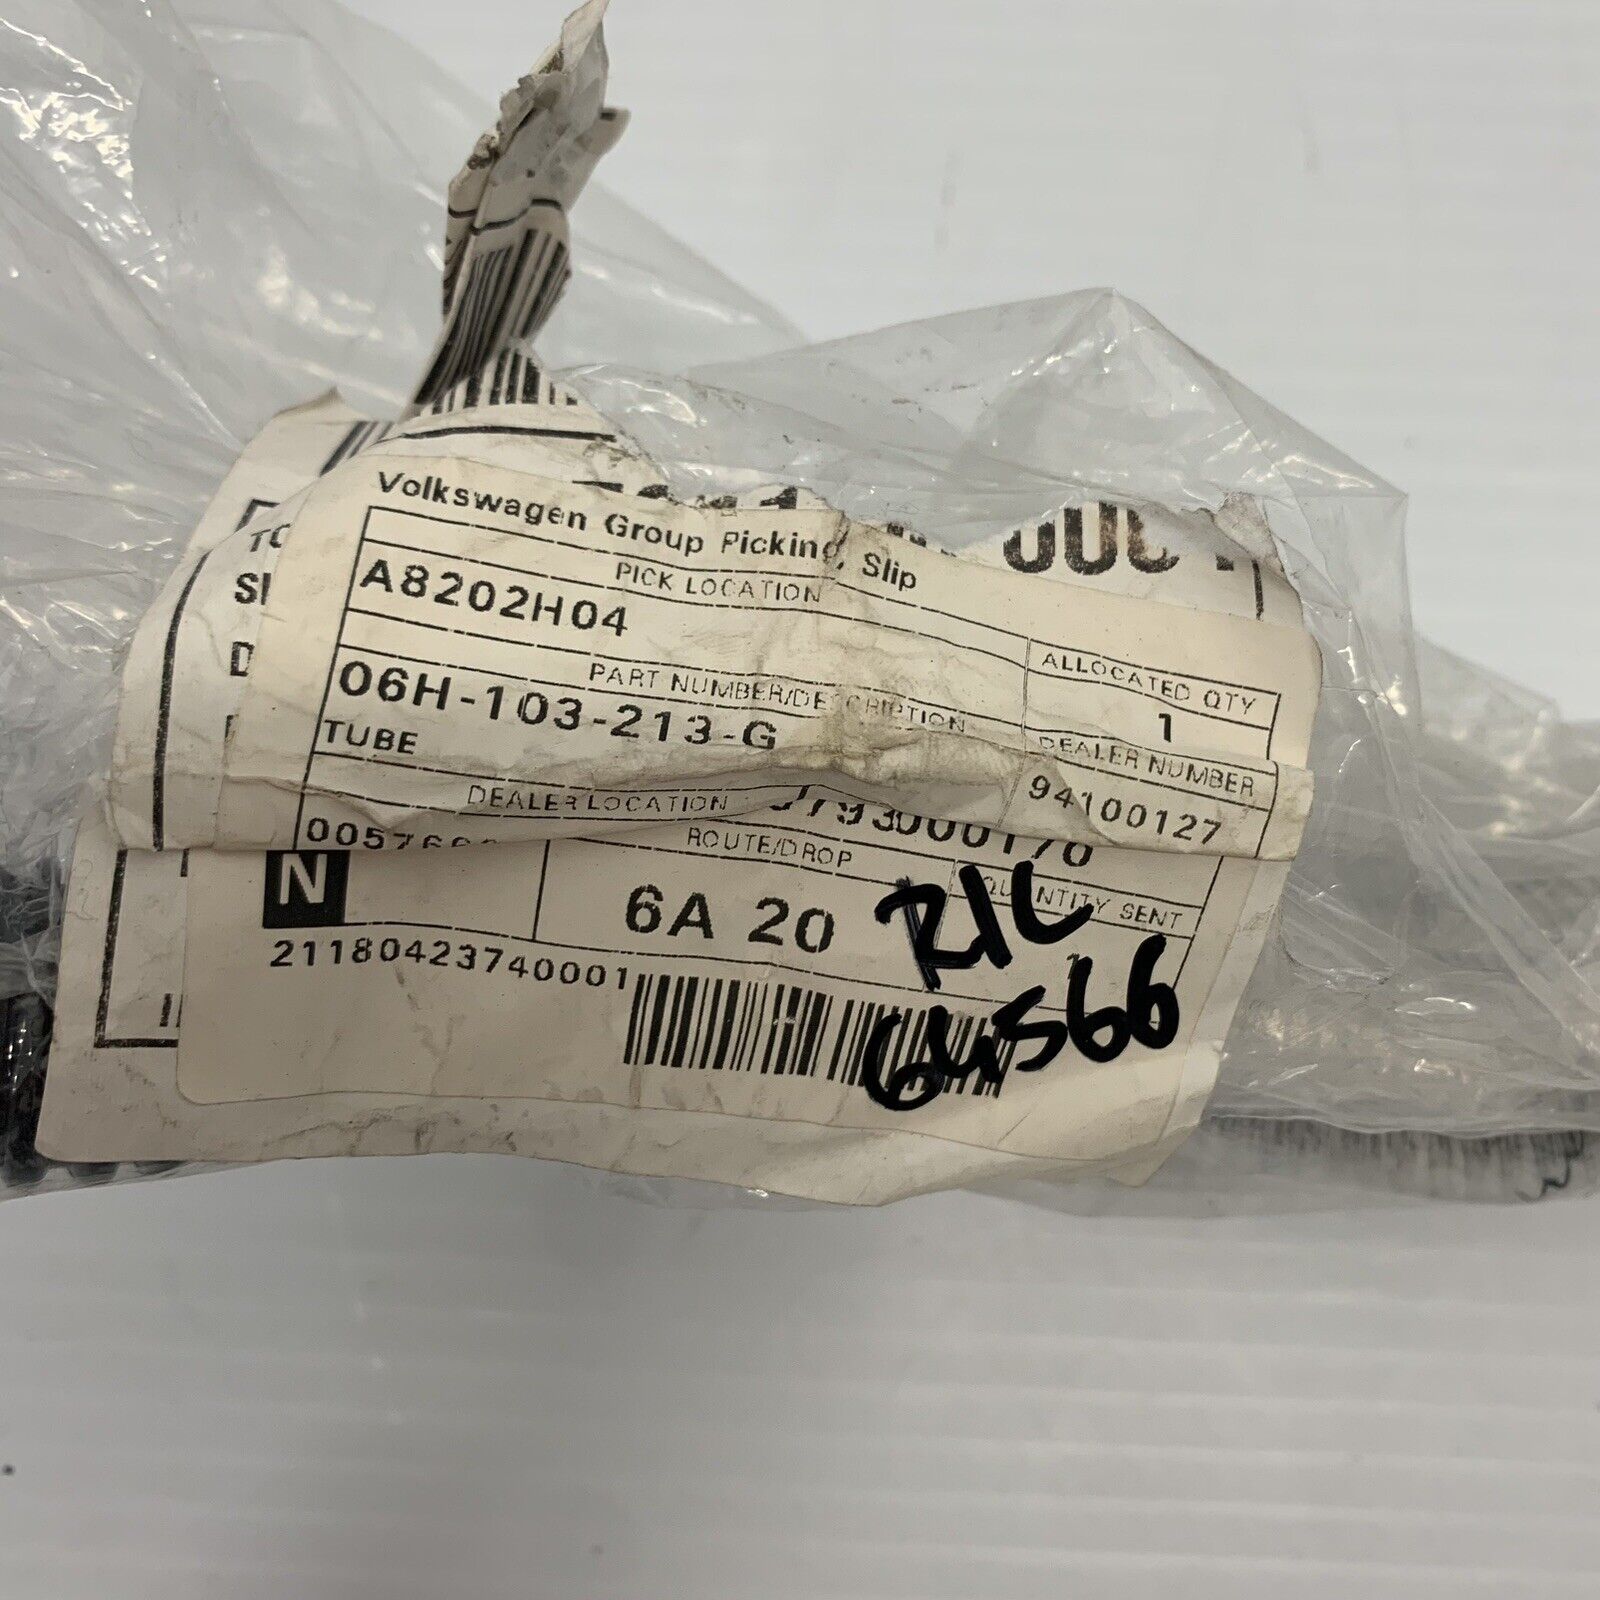 Volkswagen Group Picking Slip
PICK LOCATION
A8202H04
ALLOCATED QTY
1
PART NUMBER/DESCRIPTION
06H-103-213-G
TUBE
DEALER NUMBER
94100127
DEALER LOCATION
ROUTE/DROP
QUANTITY SENT
N
6A 20
21180423740001
64566